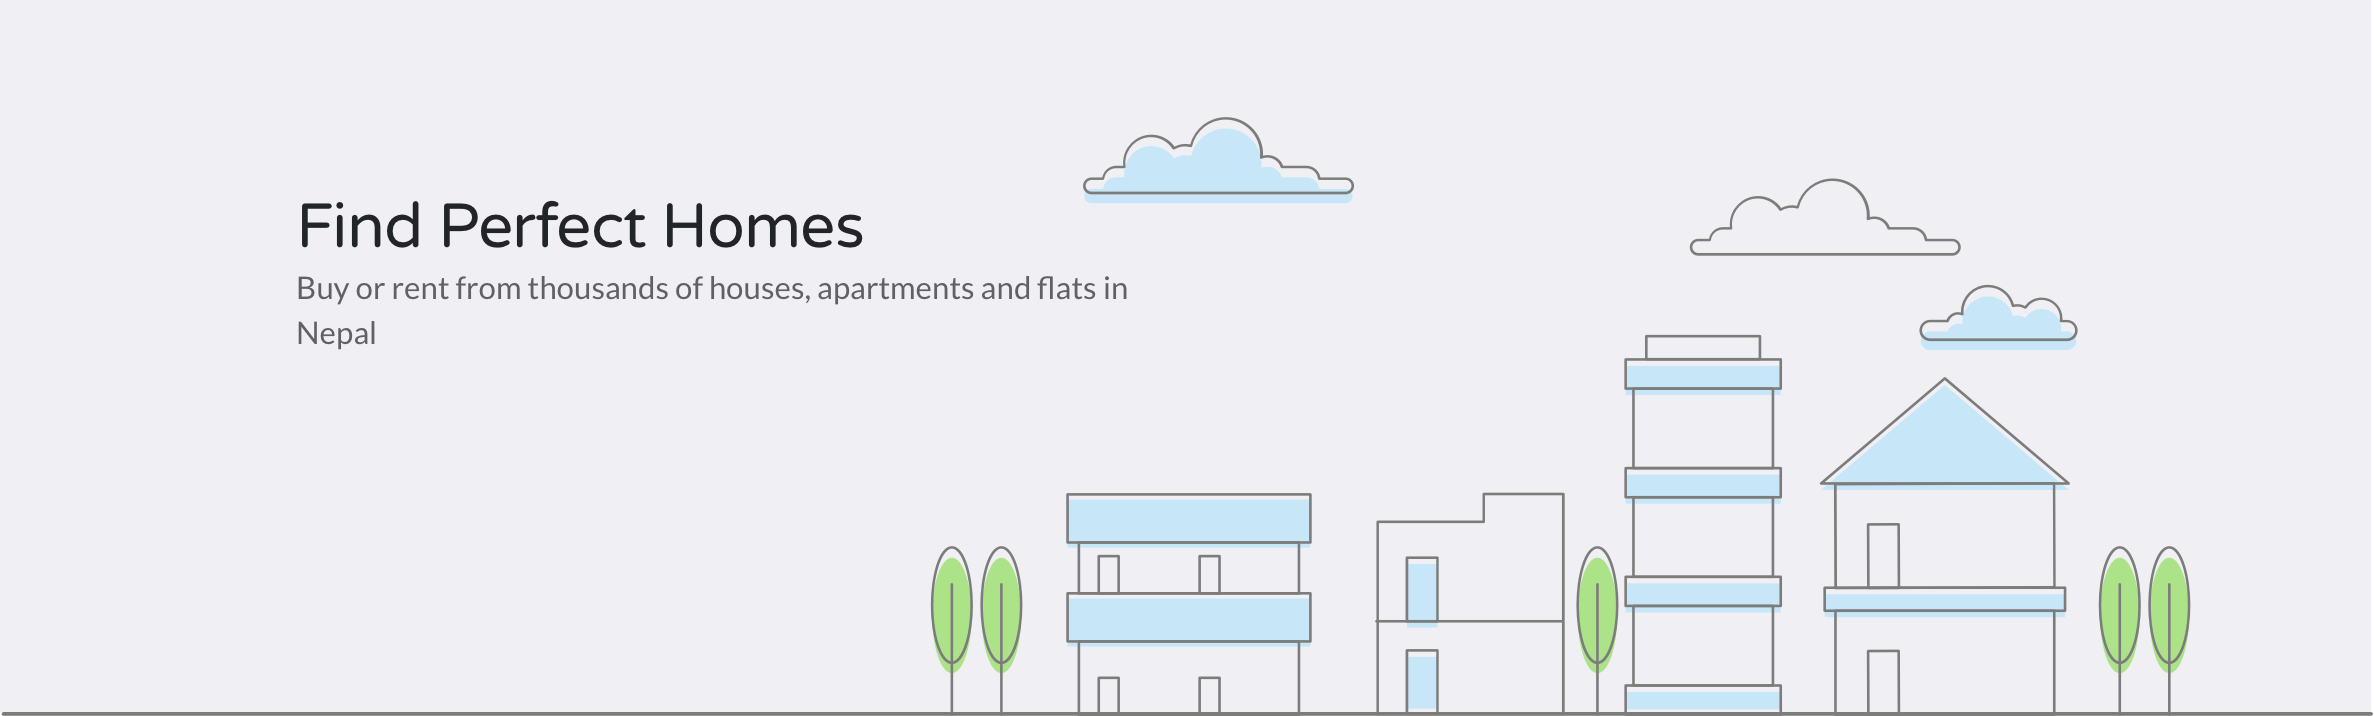 Find Perfect Homes
Buy or rent from thousands of houses, apartments and flats in
Nepal